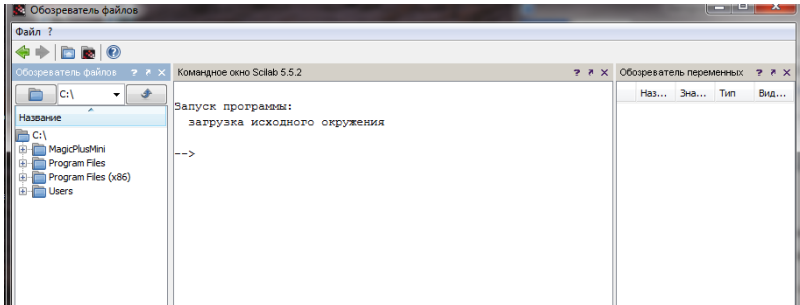 Обозреватель файлов
Файл ?
Обозреватель файлов ? ↗ X
C:\
Название
C:\
MagicPlusMini
Program Files
Program Files (x86)
Users
Командное окно Scilab 5.5.2 ? ↗ X
Запуск программы:
загрузка исходного окружения
-->
Обозреватель переменных ? ↗ X
Наз... Зна... Тип Вид...